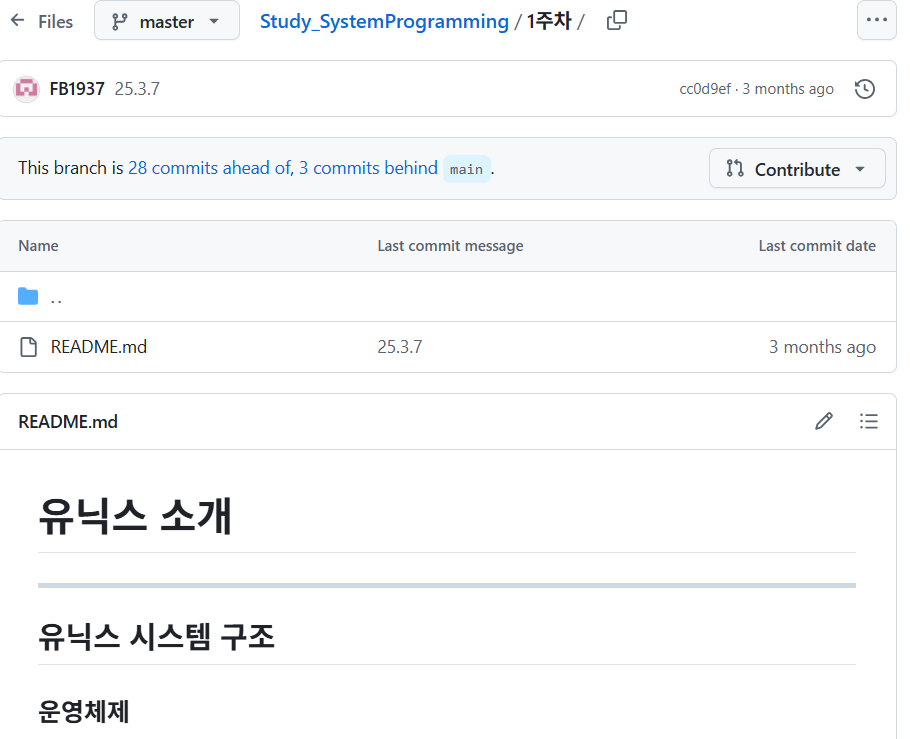 Files master Study_SystemProgramming / 1주차 /
FB1937 25.3.7 cc0d9ef · 3 months ago
This branch is 28 commits ahead of, 3 commits behind main . Contribute
Name Last commit message Last commit date
..
README.md 25.3.7 3 months ago
README.md
유닉스 소개
유닉스 시스템 구조
운영체제